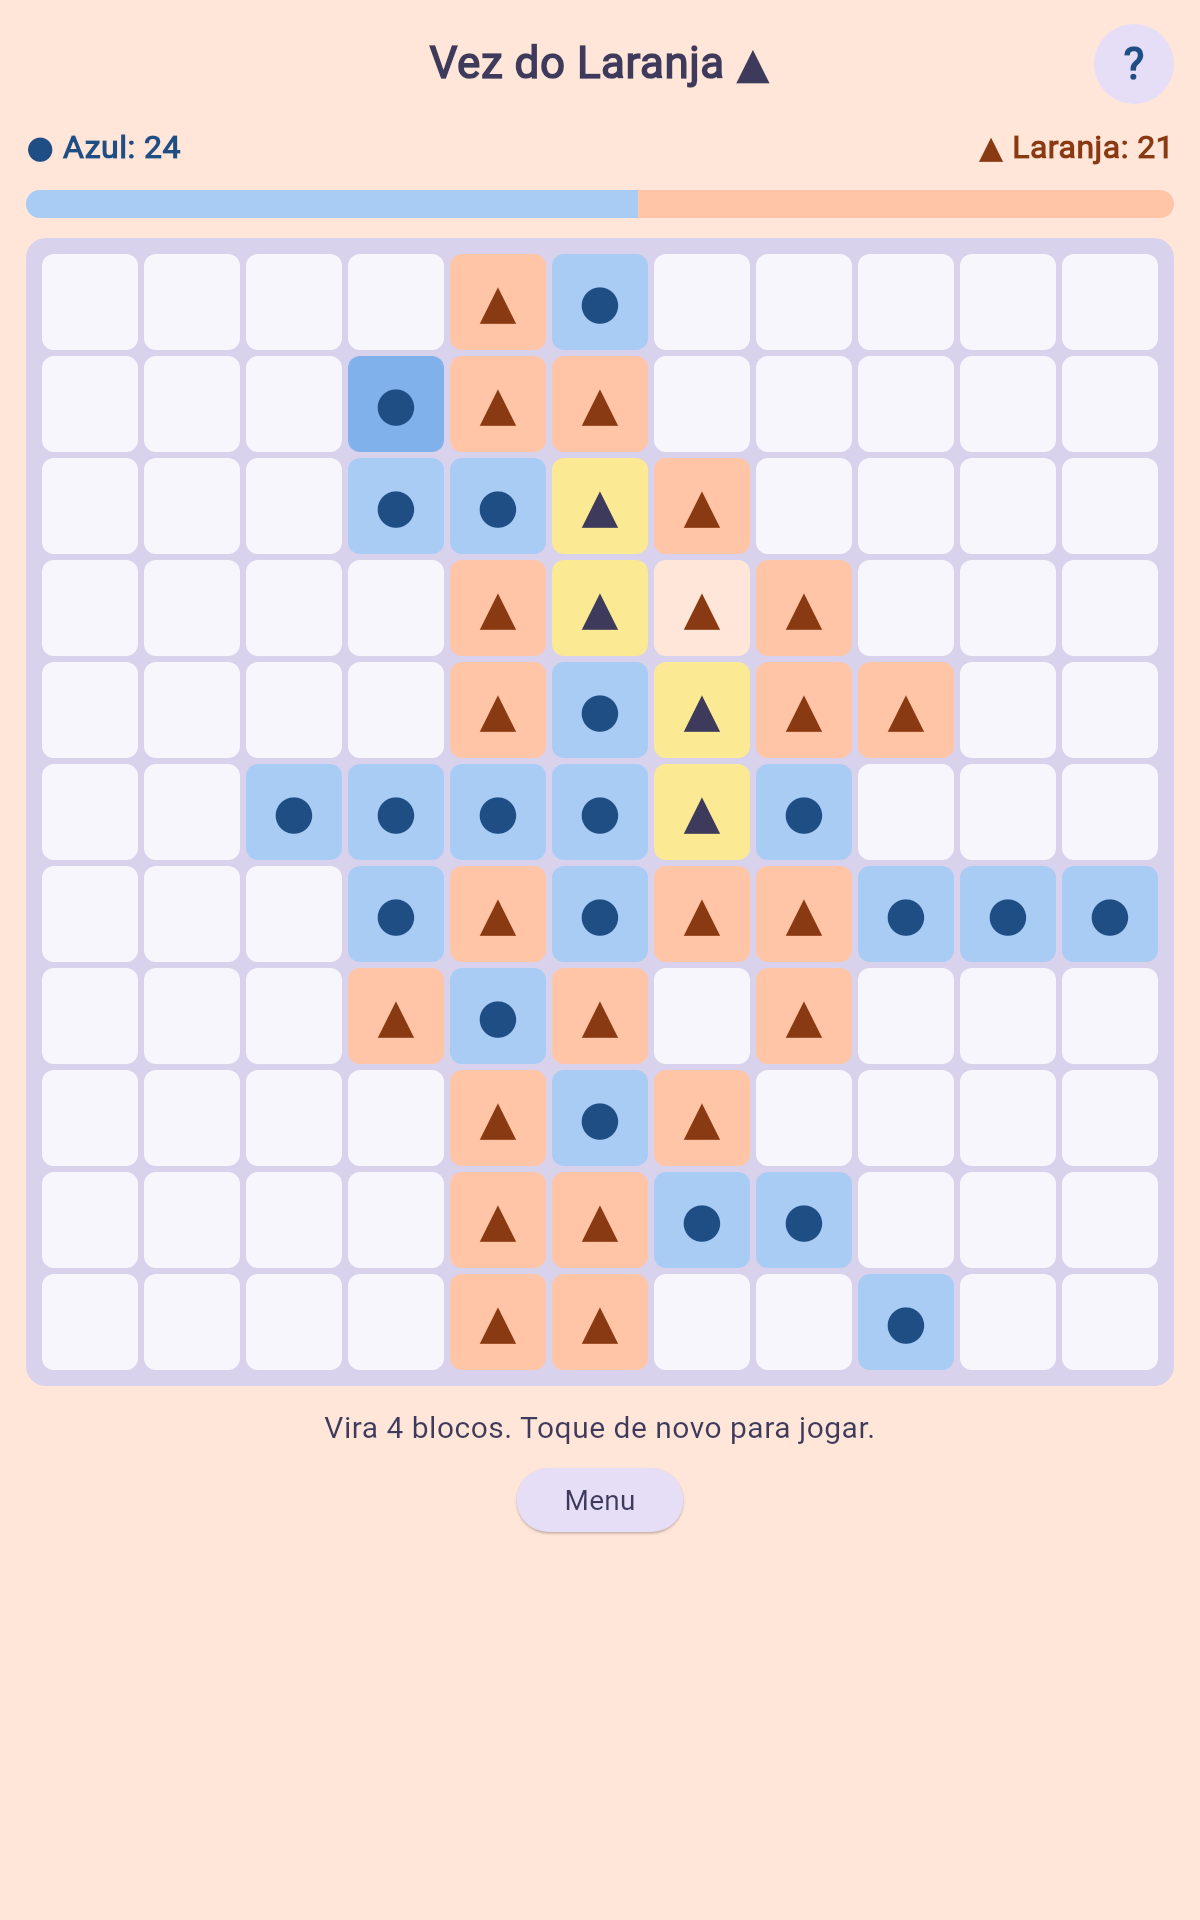 Vez do Laranja ▲
?
● Azul: 24
▲ Laranja: 21
Vira 4 blocos. Toque de novo para jogar.
Menu